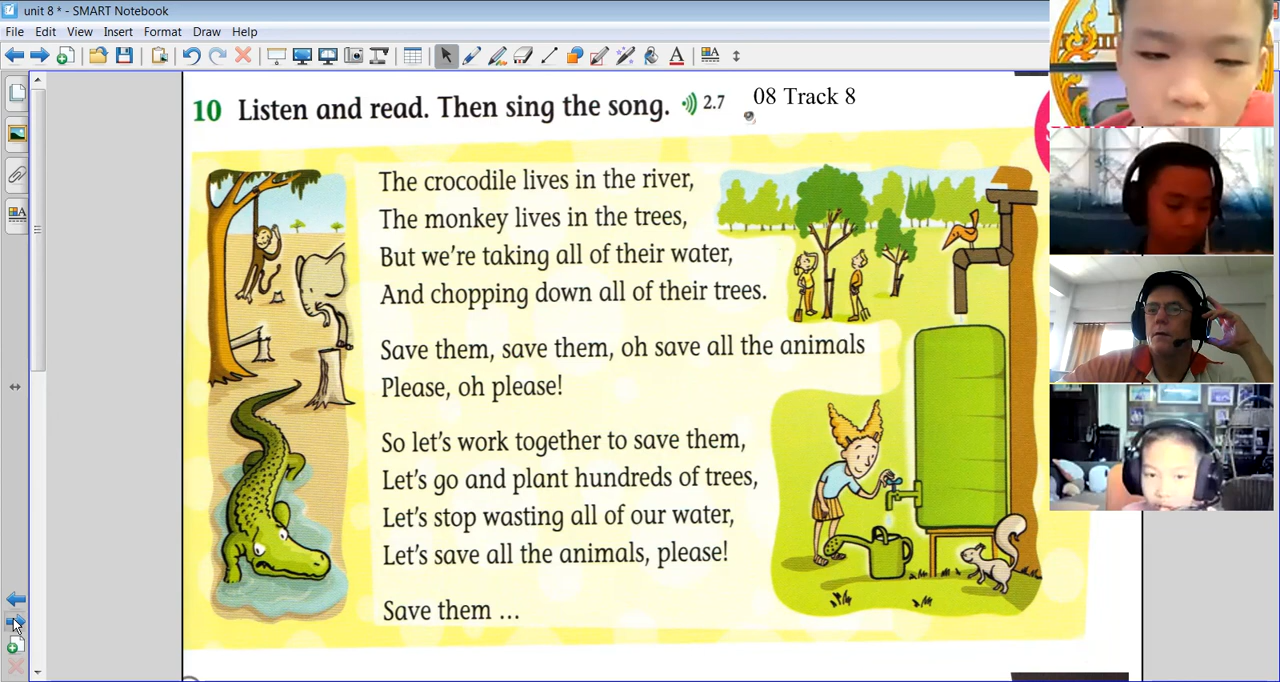 unit 8 * - SMART Notebook
File Edit View Insert Format Draw Help
10 Listen and read. Then sing the song. 2.7 08 Track 8
The crocodile lives in the river,
The monkey lives in the trees,
But we're taking all of their water,
And chopping down all of their trees.
Save them, save them, oh save all the animals
Please, oh please!
So let's work together to save them,
Let's go and plant hundreds of trees,
Let's stop wasting all of our water,
Let's save all the animals, please!
Save them ...